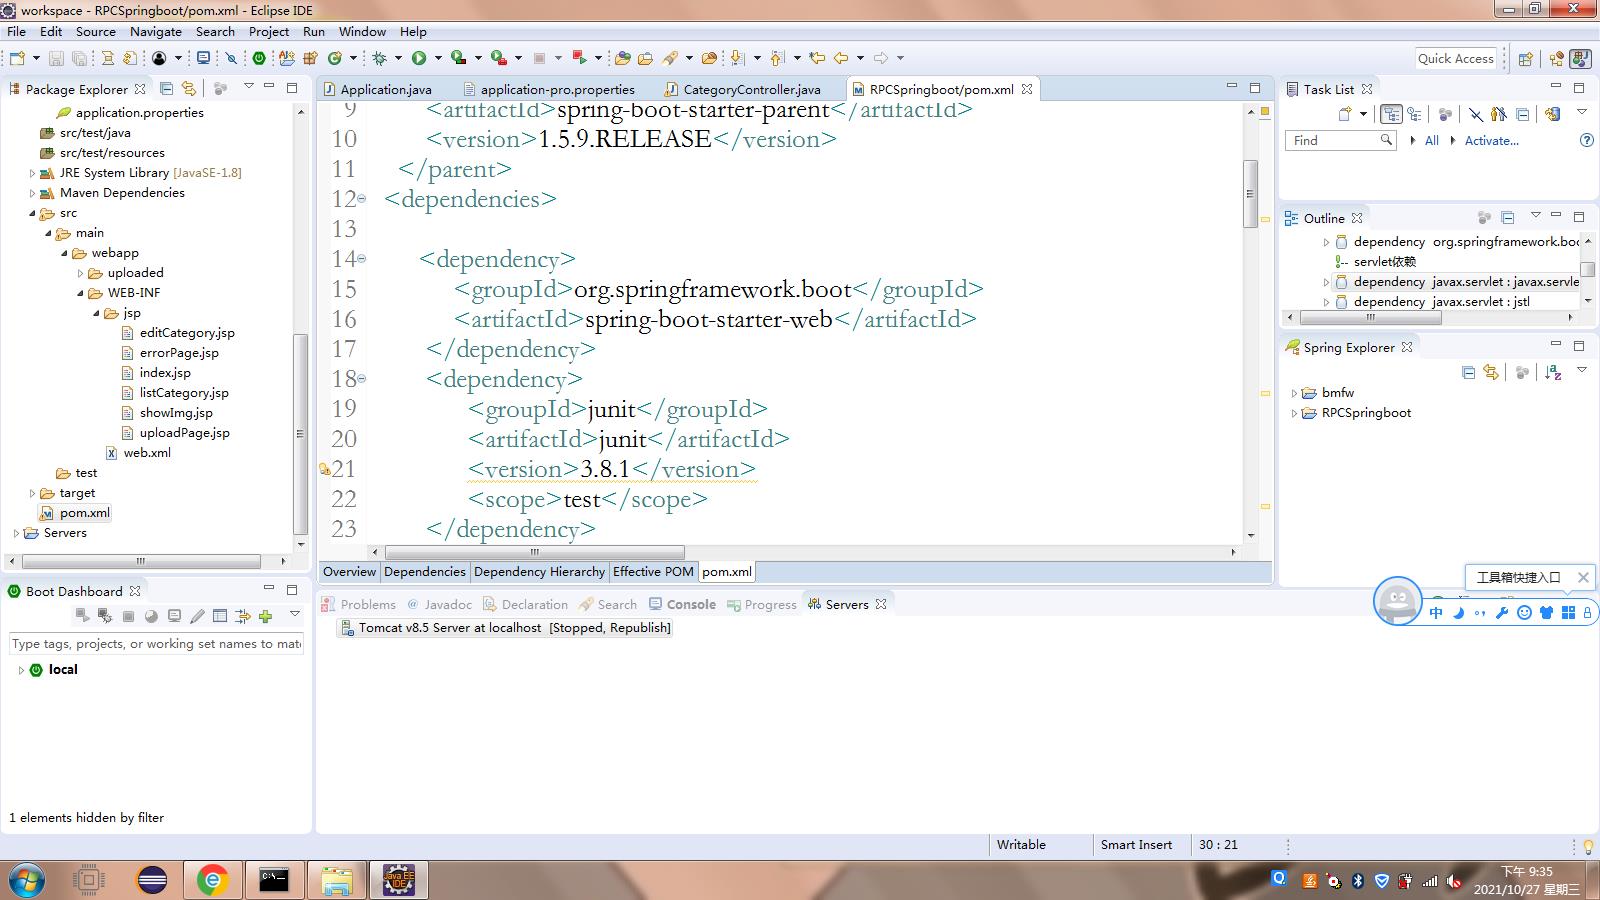 workspace - RPCSpringboot/pom.xml - Eclipse IDE
File Edit Source Navigate Search Project Run Window Help
Quick Access
Package Explorer
application.properties
src/test/java
src/test/resources
JRE System Library [JavaSE-1.8]
Maven Dependencies
src
main
webapp
uploaded
WEB-INF
jsp
editCategory.jsp
errorPage.jsp
index.jsp
listCategory.jsp
showImg.jsp
uploadPage.jsp
web.xml
test
target
pom.xml
Servers
Application.java application-pro.properties CategoryController.java RPCSpringboot/pom.xml
9 <artifactId>spring-boot-starter-parent</artifactId>
10 <version>1.5.9.RELEASE</version>
11 </parent>
12 <dependencies>
13
14 <dependency>
15 <groupId>org.springframework.boot</groupId>
16 <artifactId>spring-boot-starter-web</artifactId>
17 </dependency>
18 <dependency>
19 <groupId>junit</groupId>
20 <artifactId>junit</artifactId>
21 <version>3.8.1</version>
22 <scope>test</scope>
23 </dependency>
Overview Dependencies Dependency Hierarchy Effective POM pom.xml
Task List
Find All Activate...
Outline
dependency org.springframework.boo
servlet依赖
dependency javax.servlet : javax.servle
dependency javax.servlet : jstl
Spring Explorer
bmfw
RPCSpringboot
工具箱快捷入口
中
Boot Dashboard
Type tags, projects, or working set names to mat
local
1 elements hidden by filter
Problems @ Javadoc Declaration Search Console Progress Servers
Tomcat v8.5 Server at localhost [Stopped, Republish]
Writable Smart Insert 30 : 21
Java EE
IDE
下午 9:35
2021/10/27 星期三